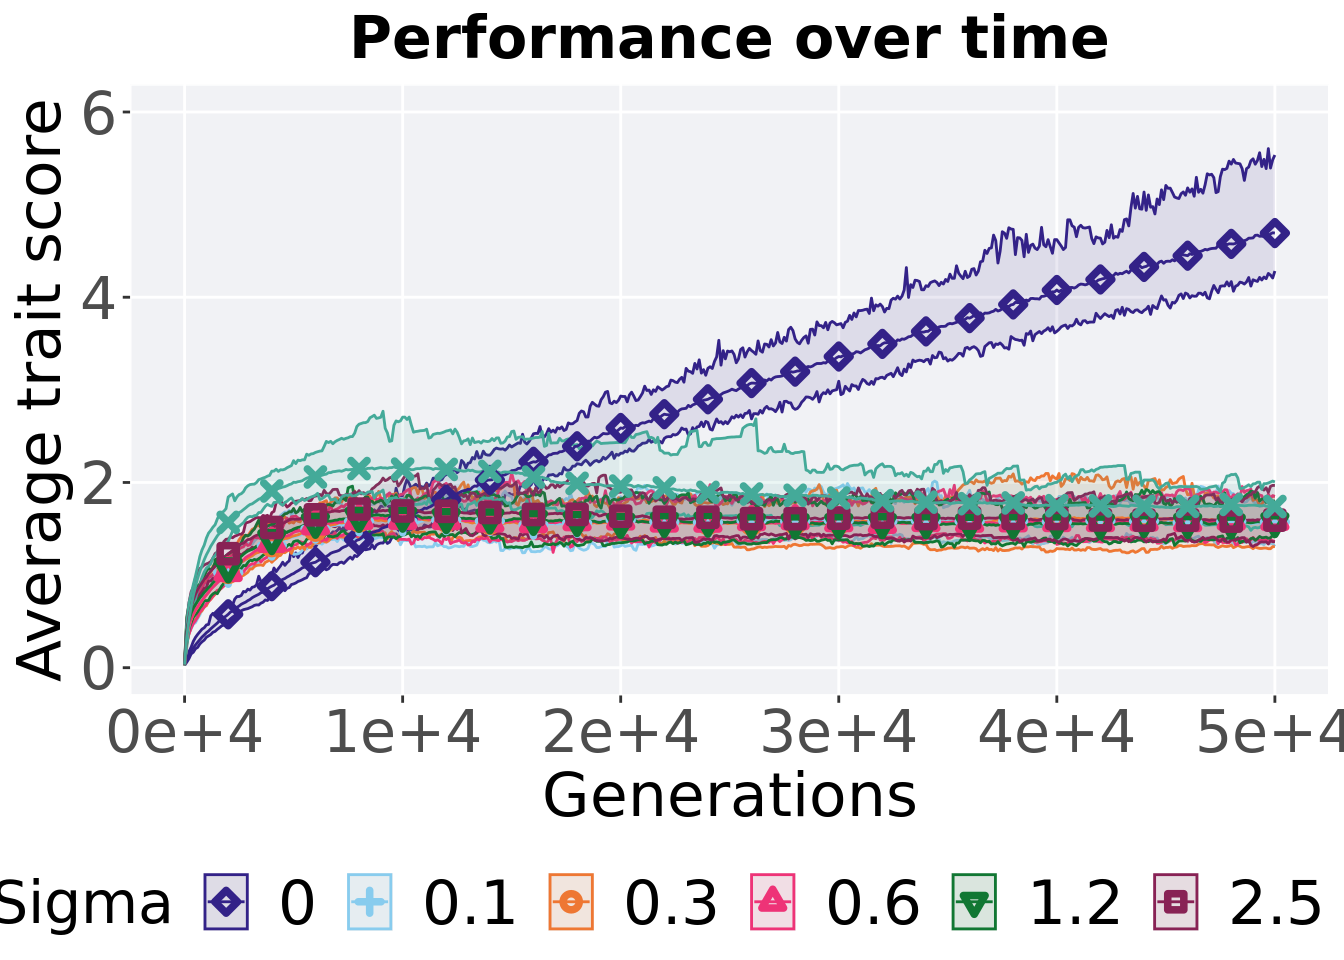 Performance over time
Average trait score
6
4
2
0
0e+4 1e+4 2e+4 3e+4 4e+4 5e+4
Generations
Sigma 0 0.1 0.3 0.6 1.2 2.5